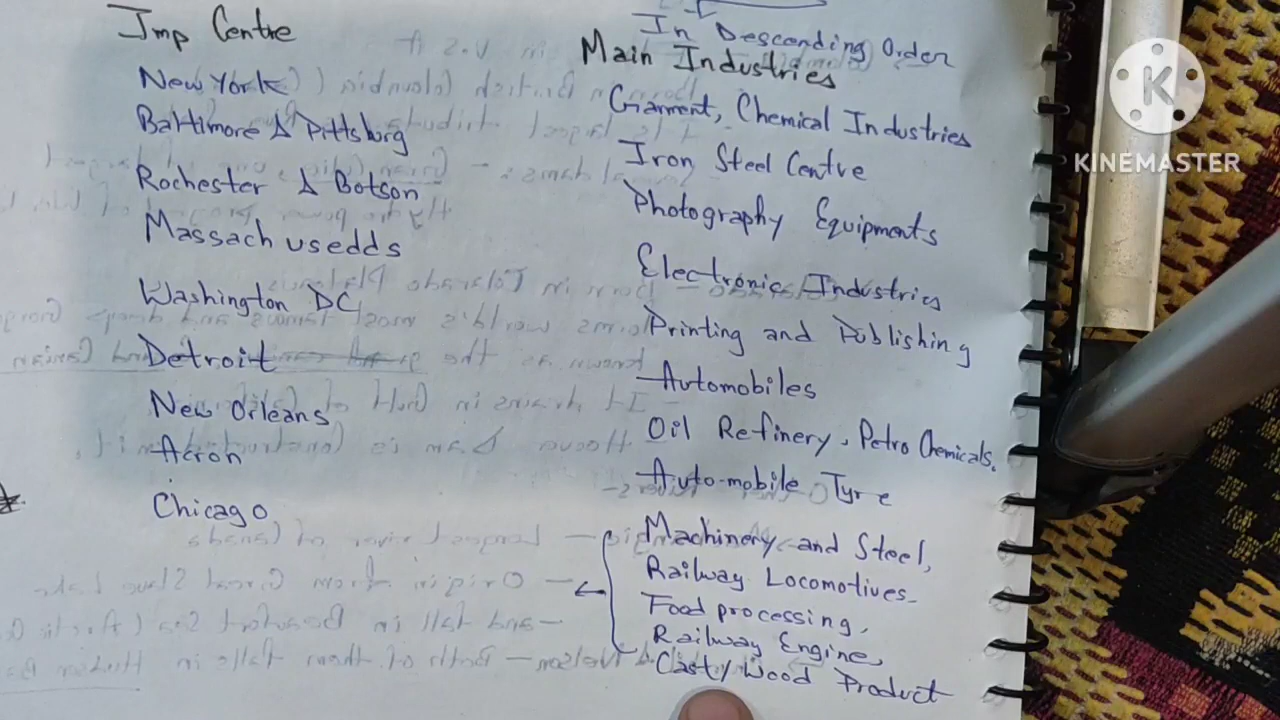 In Descending Order
Imp Centre Main Industries
New York Garment, Chemical Industries
Baltimore & Pittsburg Iron Steel Centre
Rochester & Botson Photography Equipments
Massachusedds Electronics Industries
Washington DC Printing and Publishing
Detroit Automobiles
New Orleans Oil Refinery, Petro Chemicals,
Acron Auto-mobile Tyre
Chicago Machinery and Steel,
Railway Locomotives
Food processing,
Railway Engine,
Wood Product
K
KINEMASTER